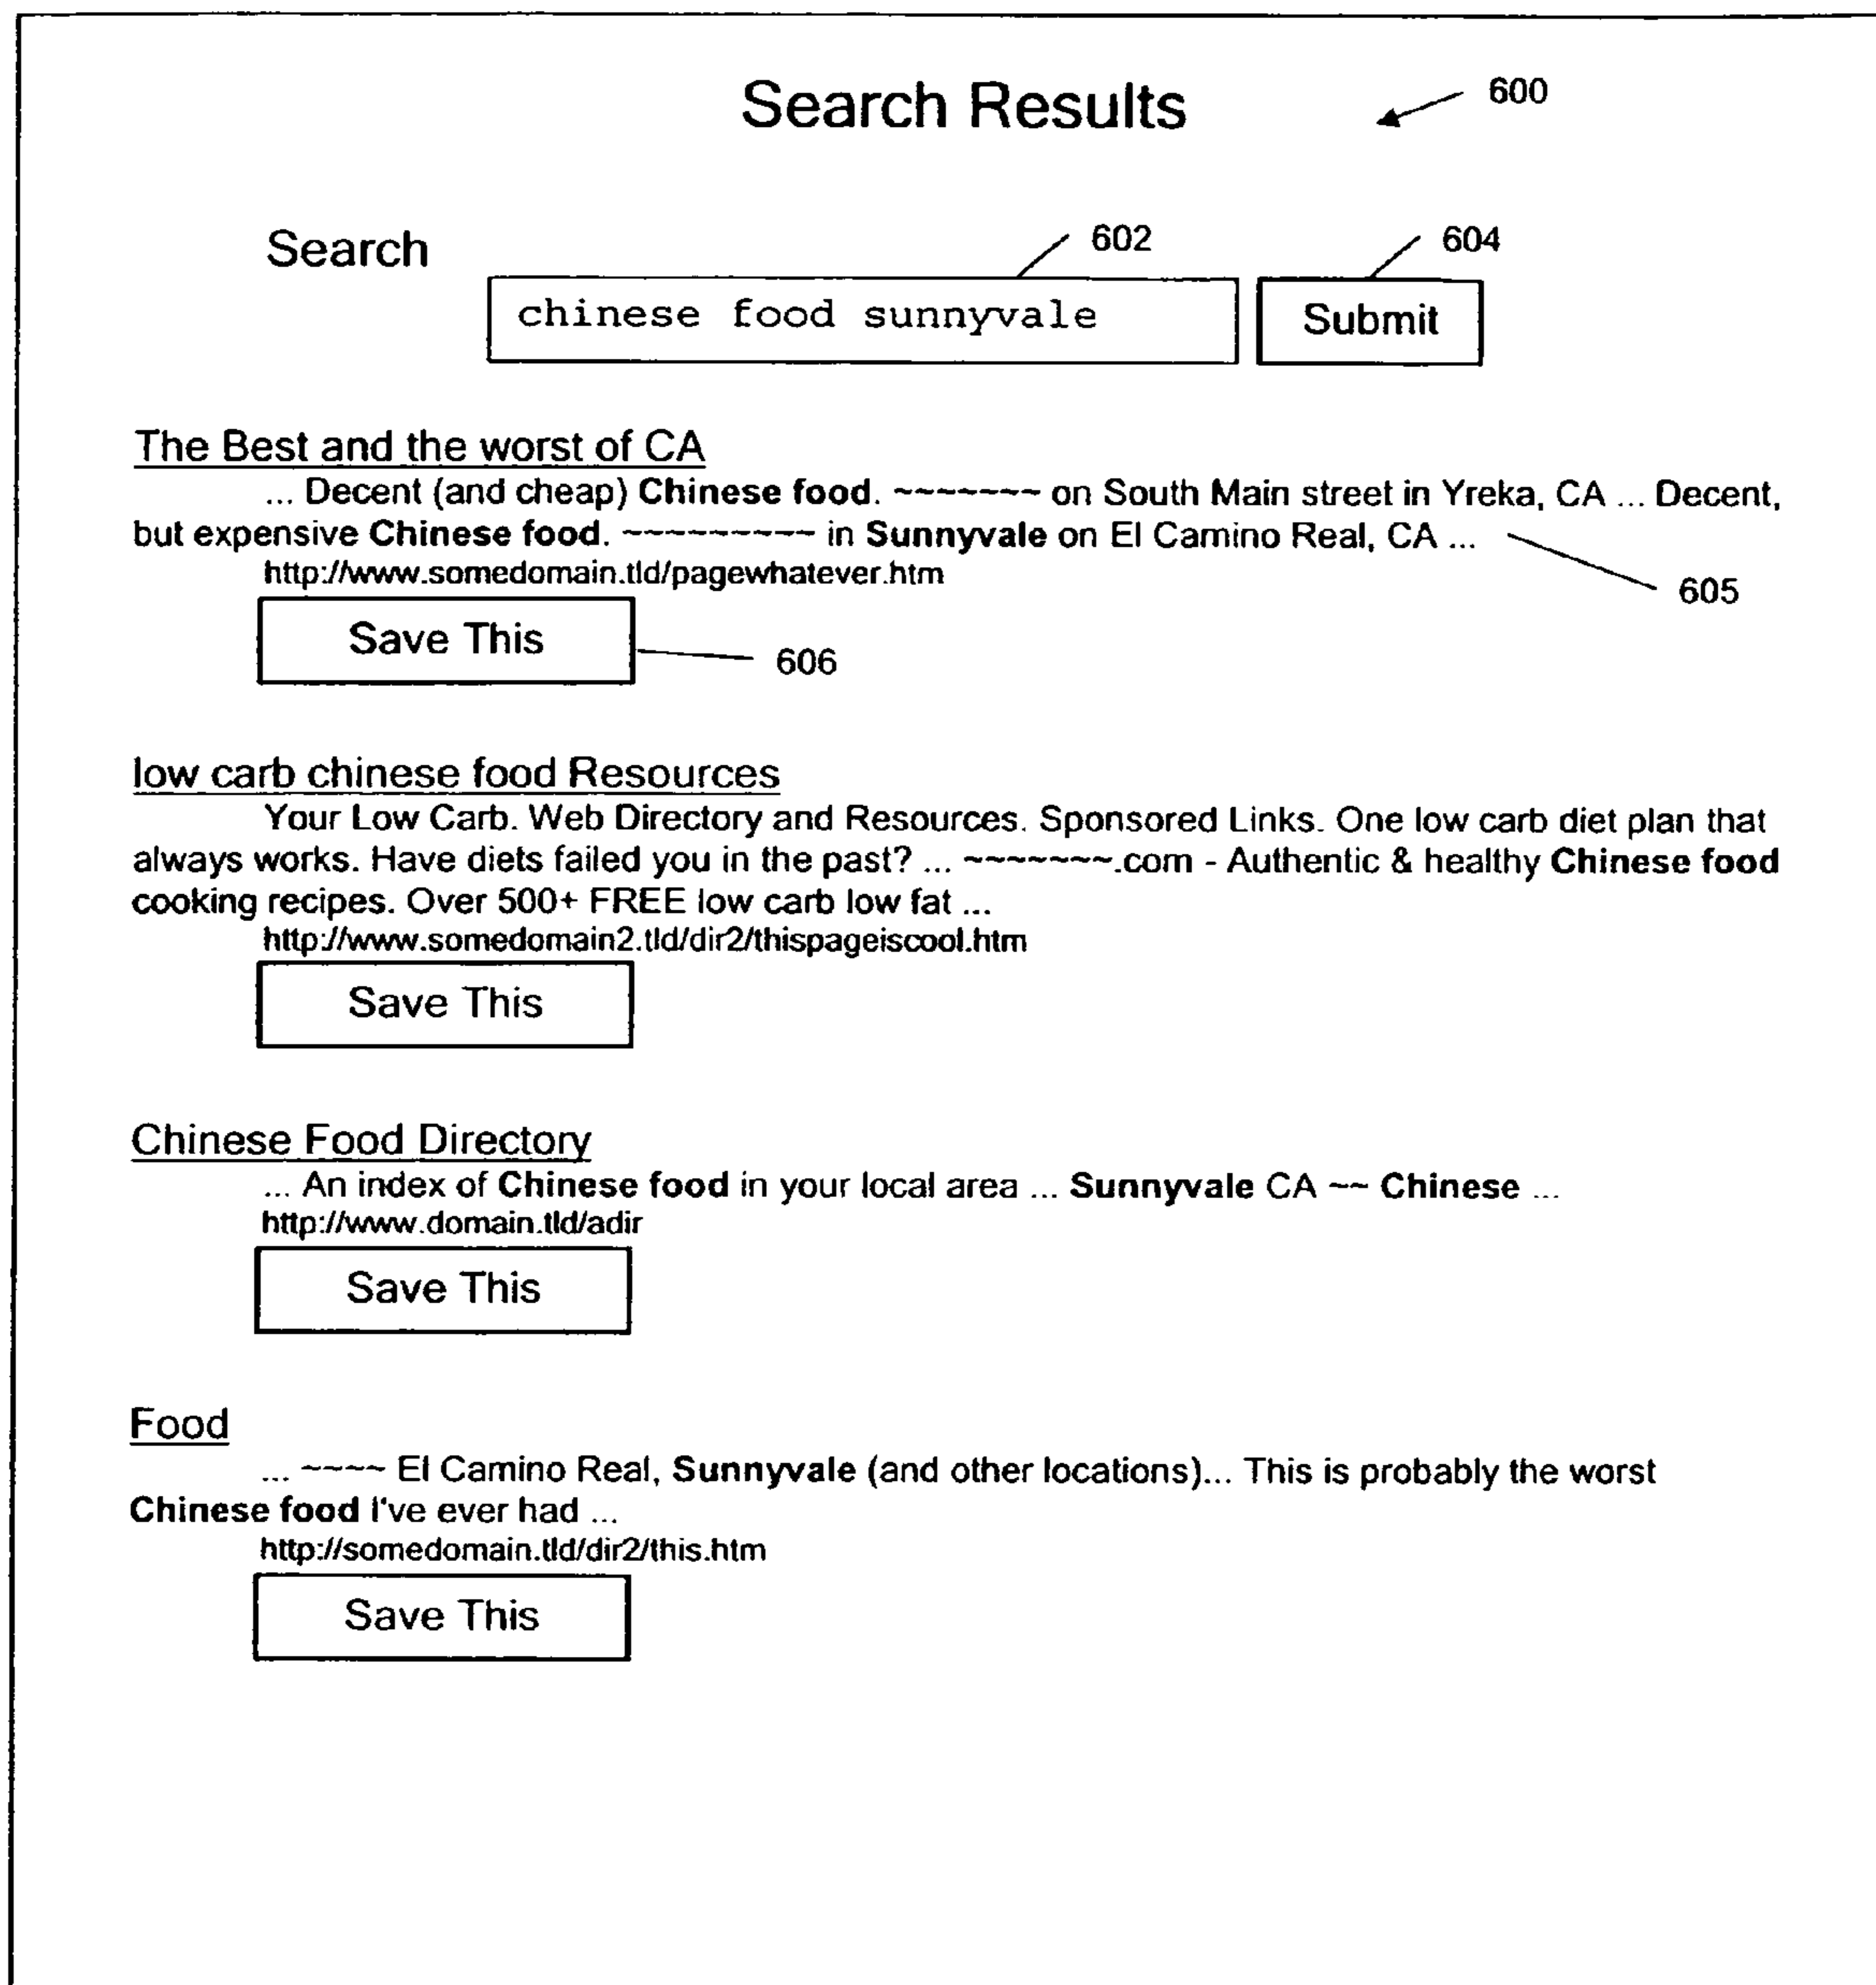 Search Results
600
Search
602
604
chinese food sunnyvale
Submit
The Best and the worst of CA
... Decent (and cheap) Chinese food. ~~~~~~~ on South Main street in Yreka, CA ... Decent,
but expensive Chinese food. ~~~~~~~~~ in Sunnyvale on El Camino Real, CA ...
http://www.somedomain.tld/pagewhatever.htm
605
Save This
606
low carb chinese food Resources
Your Low Carb. Web Directory and Resources. Sponsored Links. One low carb diet plan that
always works. Have diets failed you in the past? ... ~~~~~~~.com - Authentic & healthy Chinese food
cooking recipes. Over 500+ FREE low carb low fat ...
http://www.somedomain2.tld/dir2/thispageiscool.htm
Save This
Chinese Food Directory
... An index of Chinese food in your local area ... Sunnyvale CA ~~ Chinese ...
http://www.domain.tld/adir
Save This
Food
... ~~~~ El Camino Real, Sunnyvale (and other locations)... This is probably the worst
Chinese food I've ever had ...
http://somedomain.tld/dir2/this.htm
Save This